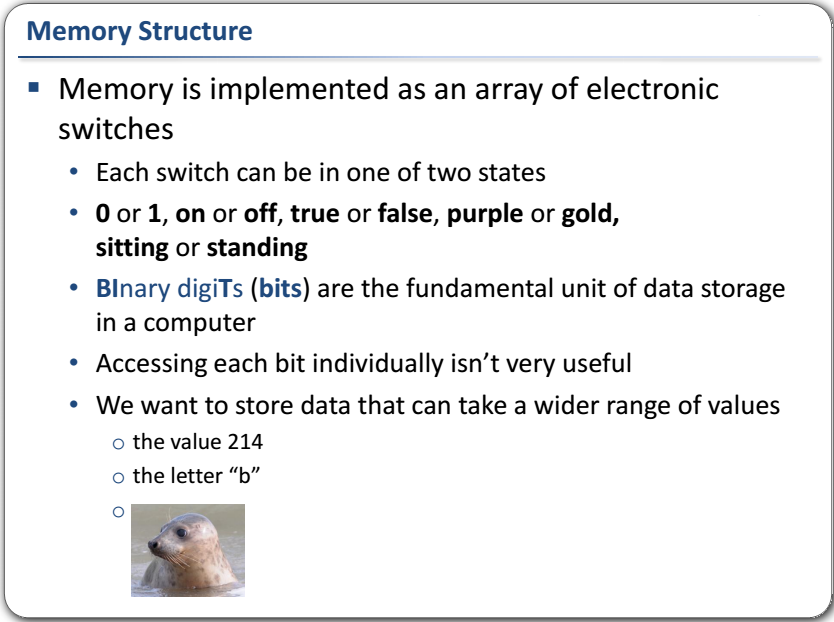 Memory Structure
Memory is implemented as an array of electronic
switches
Each switch can be in one of two states
0 or 1, on or off, true or false, purple or gold,
sitting or standing
BInary digiTs (bits) are the fundamental unit of data storage
in a computer
Accessing each bit individually isn’t very useful
We want to store data that can take a wider range of values
the value 214
the letter “b”